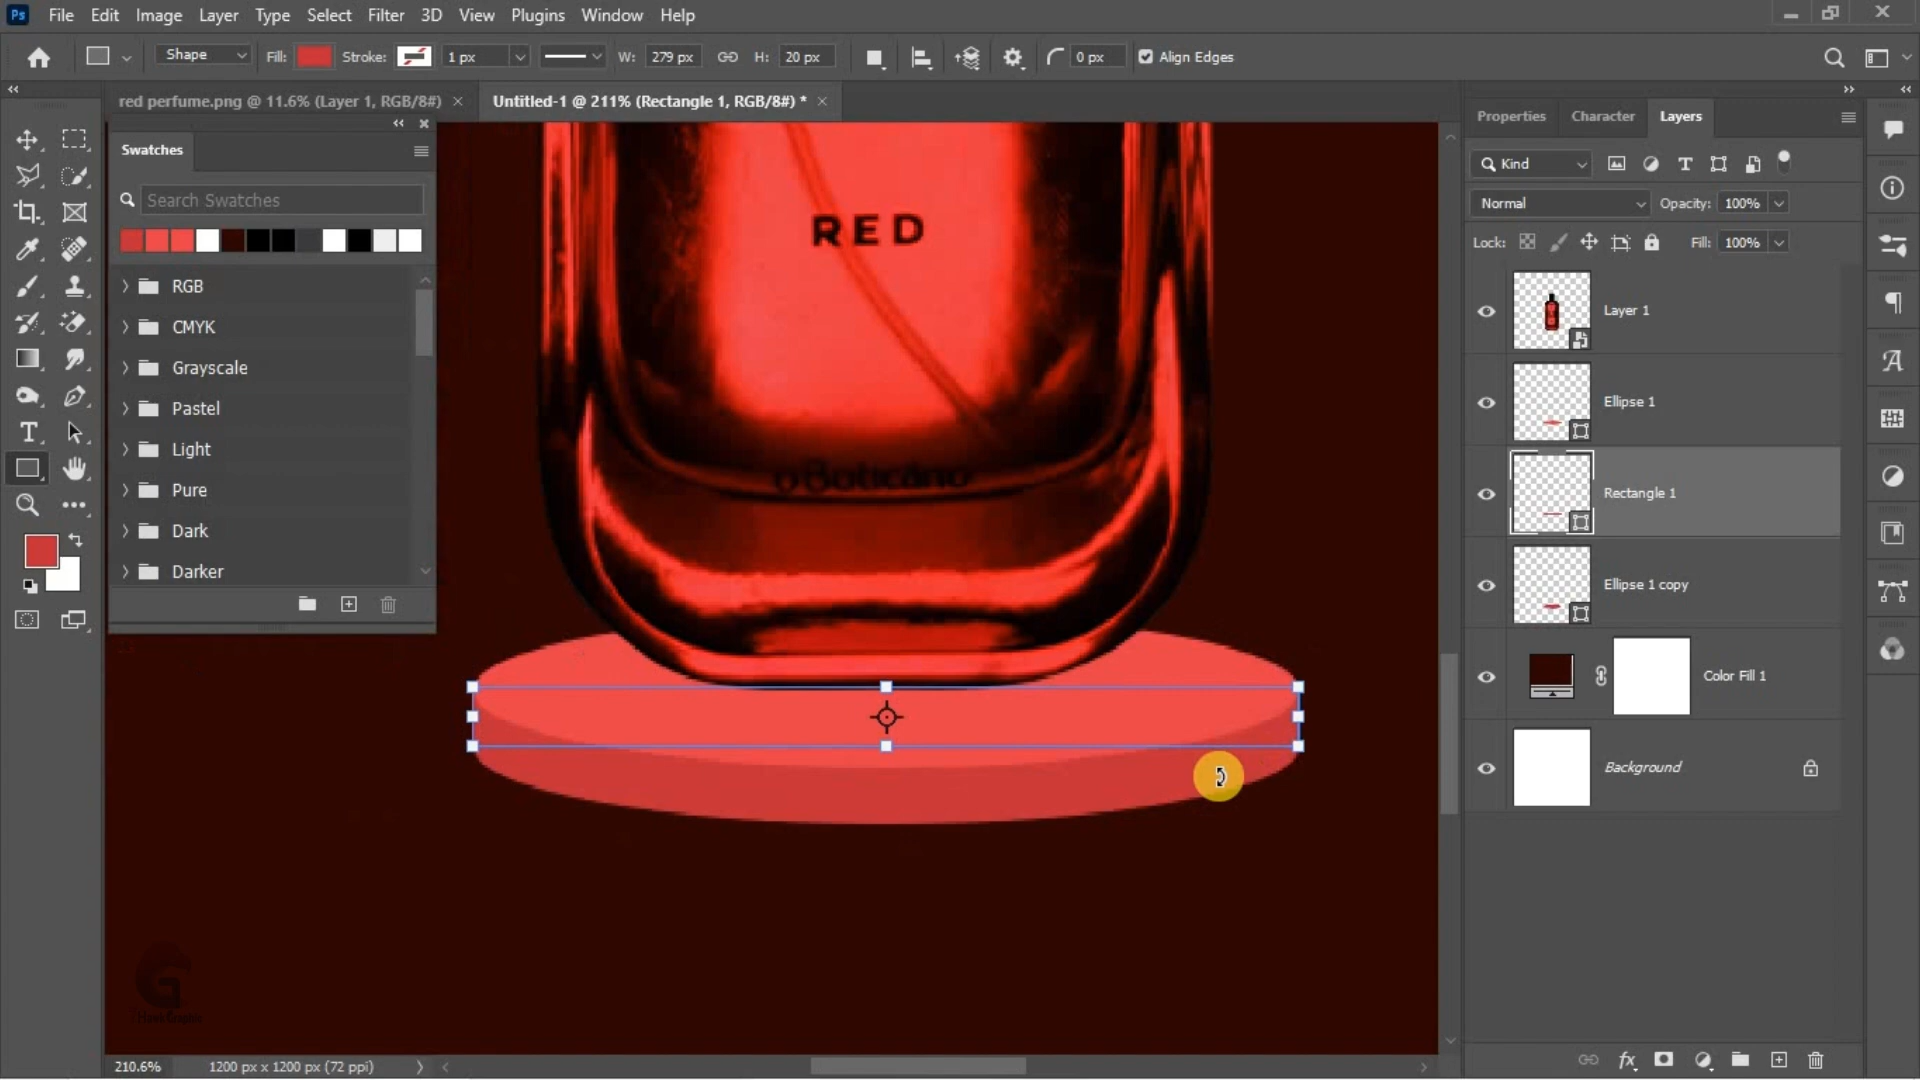 Ps File Edit Image Layer Type Select Filter 3D View Plugins Window Help
Shape Fill: Stroke: 1 px W: 279 px H: 20 px 0 px Align Edges
red perfume.png @ 11.6% (Layer 1, RGB/8#) × Untitled-1 @ 211% (Rectangle 1, RGB/8#) * ×
Swatches
Search Swatches
RGB
CMYK
Grayscale
Pastel
Light
Pure
Dark
Darker
RED
oBoticário
Properties Character Layers
Kind
Normal Opacity: 100%
Lock: Fill: 100%
Layer 1
Ellipse 1
Rectangle 1
Ellipse 1 copy
Color Fill 1
Background
210.6% 1200 px x 1200 px (72 ppi)